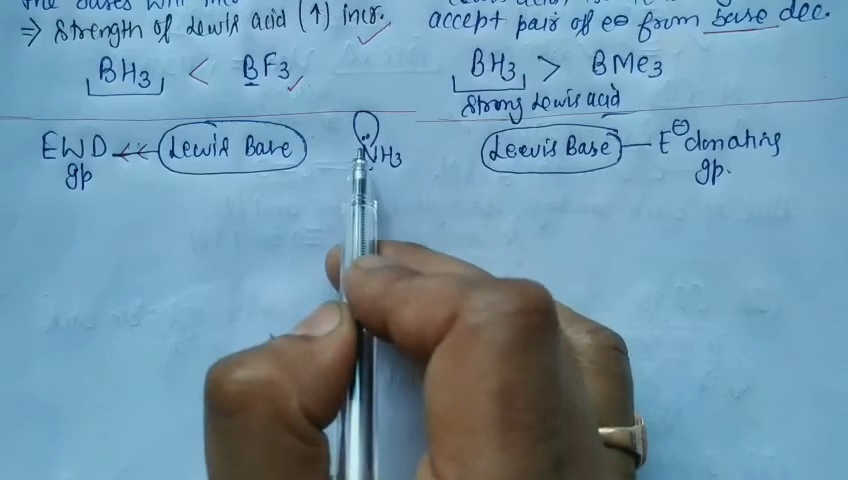 ⇒ Strength of Lewis acid (↑) incr.
BH3 < BF3
EWD gp ← Lewis Base
:NH3
accept pair of e⊖ from base dec.
BH3 > BMe3
Strong Lewis acid
Lewis Base — E⊖ donating gp.